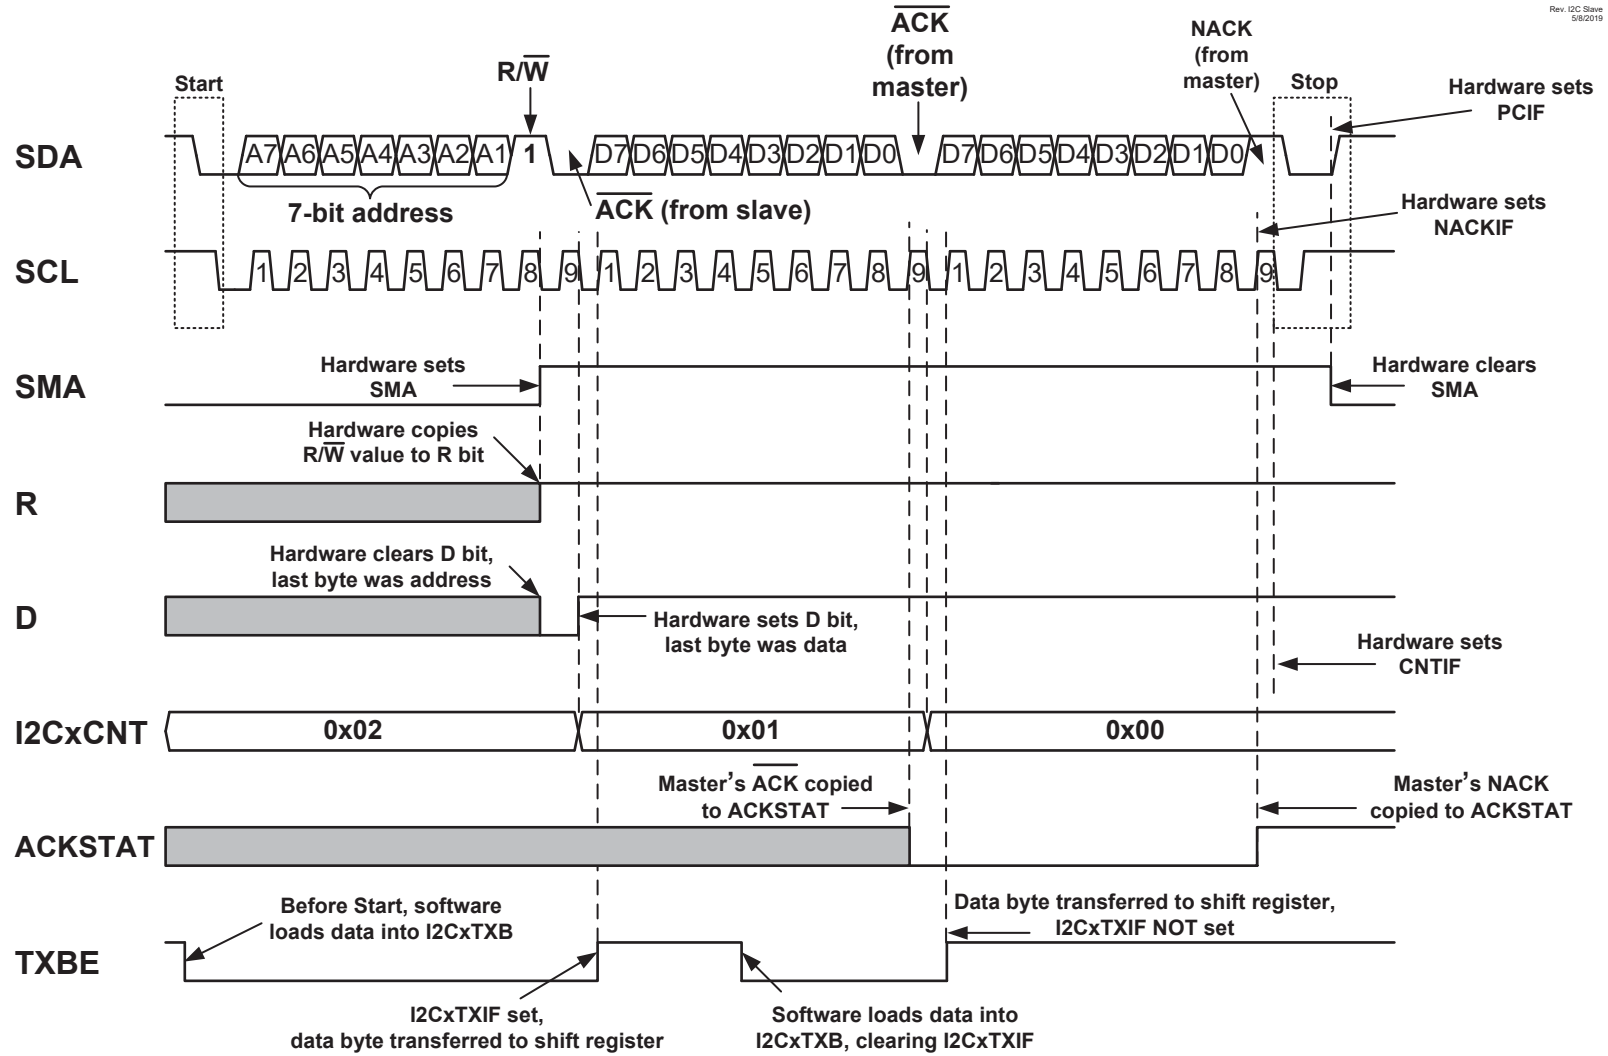 Rev. I2C Slave
5/8/2019
ACK
(from
master)
NACK
(from
master)
R/W
Start
Stop
Hardware sets
PCIF
SDA
A7 A6 A5 A4 A3 A2 A1 1 D7 D6 D5 D4 D3 D2 D1 D0 D7 D6 D5 D4 D3 D2 D1 D0
7-bit address
ACK (from slave)
Hardware sets
NACKIF
SCL
1 2 3 4 5 6 7 8 9 1 2 3 4 5 6 7 8 9 1 2 3 4 5 6 7 8 9
SMA
Hardware sets
SMA
Hardware clears
SMA
Hardware copies
R/W value to R bit
R
Hardware clears D bit,
last byte was address
D
Hardware sets D bit,
last byte was data
Hardware sets
CNTIF
I2CxCNT
0x02 0x01 0x00
Master’s ACK copied
to ACKSTAT
Master’s NACK
copied to ACKSTAT
ACKSTAT
Before Start, software
loads data into I2CxTXB
Data byte transferred to shift register,
I2CxTXIF NOT set
TXBE
I2CxTXIF set,
data byte transferred to shift register
Software loads data into
I2CxTXB, clearing I2CxTXIF